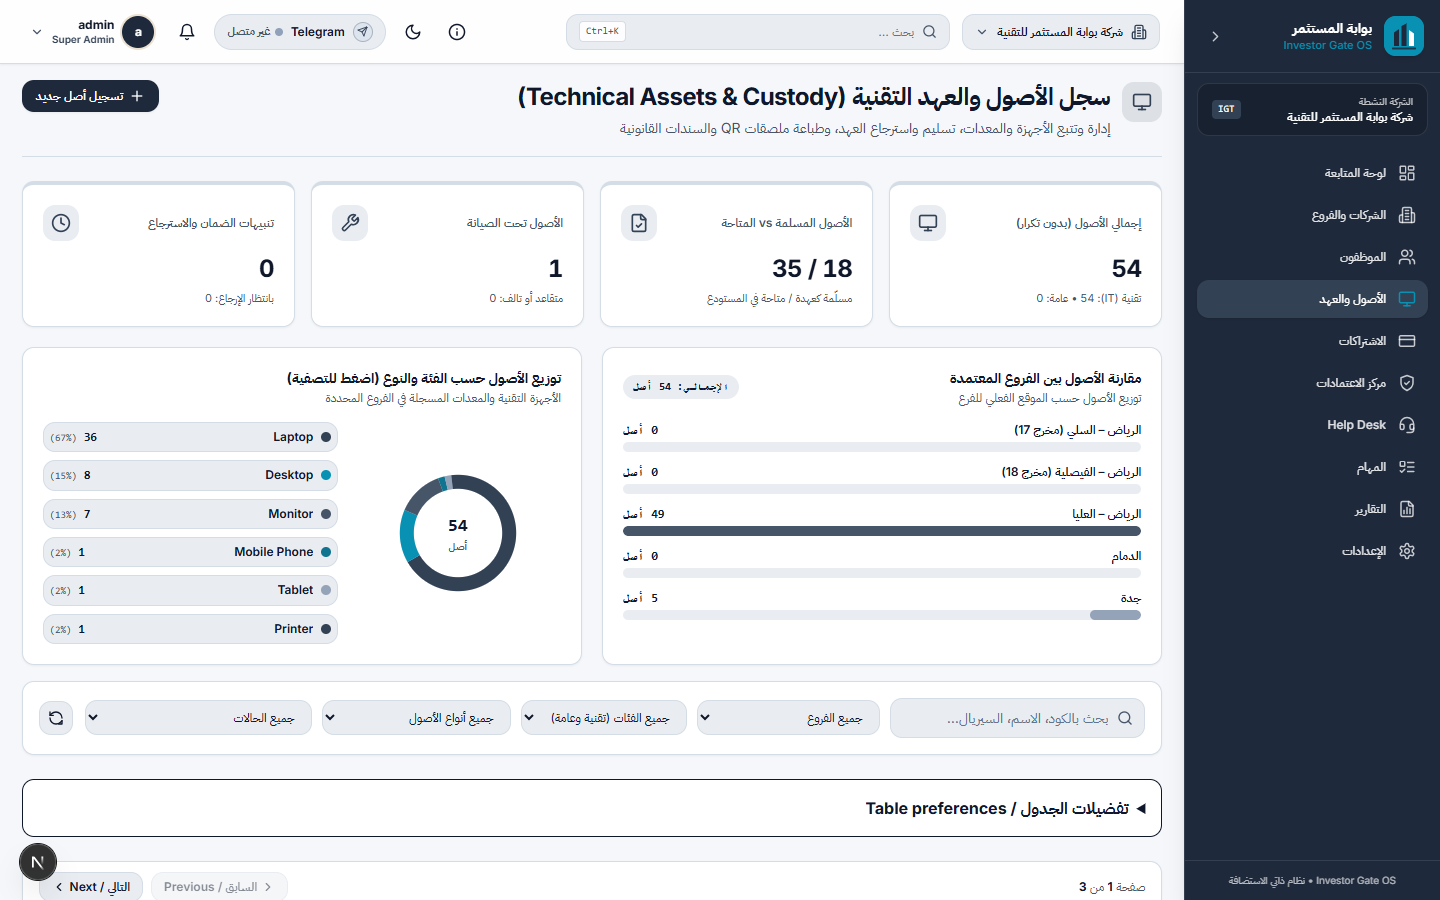 بوابة المستثمر
Investor Gate OS
الشركة النشطة
شركة بوابة المستثمر للتقنية
IGT
لوحة المتابعة
الشركات والفروع
الموظفون
الأصول والعهد
الاشتراكات
مركز الاعتمادات
Help Desk
المهام
التقارير
الإعدادات
Investor Gate OS • نظام ذاتي الاستضافة
شركة بوابة المستثمر للتقنية
بحث ...
Ctrl+K
Telegram
غير متصل
a
admin
Super Admin
سجل الأصول والعهد التقنية (Technical Assets & Custody)
إدارة وتتبع الأجهزة والمعدات، تسليم واسترجاع العهد، وطباعة ملصقات QR والسندات القانونية
تسجيل أصل جديد
إجمالي الأصول (بدون تكرار)
54
تقنية (IT): 54 • عامة: 0
الأصول المسلمة vs المتاحة
35 / 18
مسلّمة كعهدة / متاحة في المستودع
الأصول تحت الصيانة
1
متقاعد أو تالف: 0
تنبيهات الضمان والاسترجاع
0
بانتظار الإرجاع: 0
مقارنة الأصول بين الفروع المعتمدة
توزيع الأصول حسب الموقع الفعلي للفرع
الإجمالي: 54 أصل
الرياض – السلي (مخرج 17)
0 أصل
الرياض – الفيصلية (مخرج 18)
0 أصل
الرياض – العليا
49 أصل
الدمام
0 أصل
جدة
5 أصل
توزيع الأصول حسب الفئة والنوع (اضغط للتصفية)
الأجهزة التقنية والمعدات المسجلة في الفروع المحددة
54
أصل
Laptop
36 (67%)
Desktop
8 (15%)
Monitor
7 (13%)
Mobile Phone
1 (2%)
Tablet
1 (2%)
Printer
1 (2%)
بحث بالكود، الاسم، السيريال...
جميع الفروع
جميع الفئات (تقنية وعامة)
جميع أنواع الأصول
جميع الحالات
تفضيلات الجدول / Table preferences
صفحة 1 من 3
السابق / Previous
التالي / Next
N